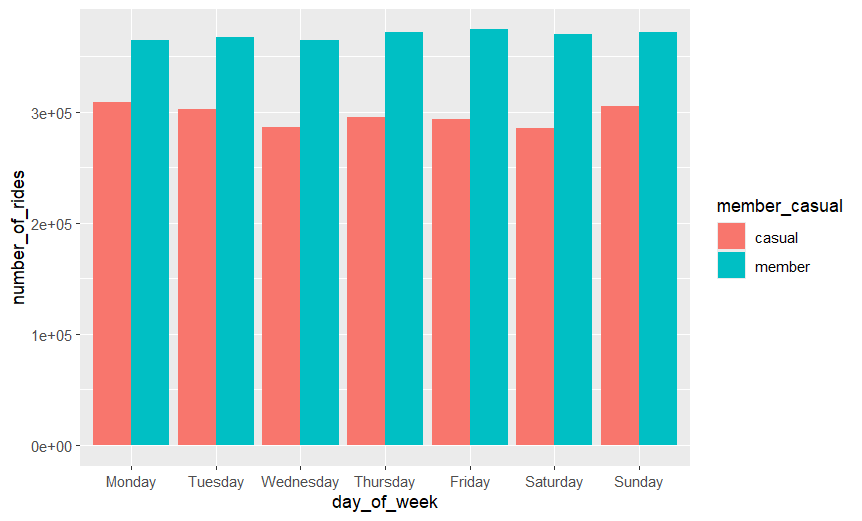 number_of_rides
3e+05
2e+05
1e+05
0e+00
Monday Tuesday Wednesday Thursday Friday Saturday Sunday
day_of_week
member_casual
casual
member